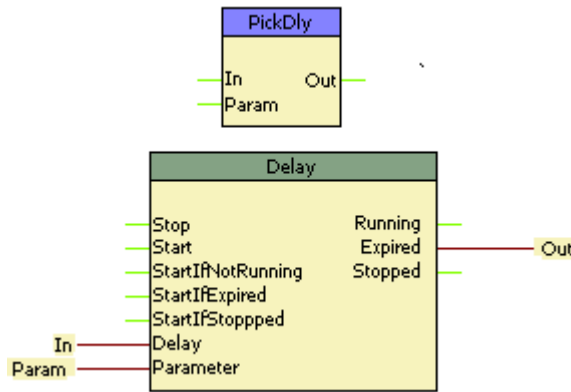 PickDly
In Out
Param
Delay
Stop Running
Start Expired Out
StartIfNotRunning Stopped
StartIfExpired
StartIfStoppped
In Delay
Param Parameter